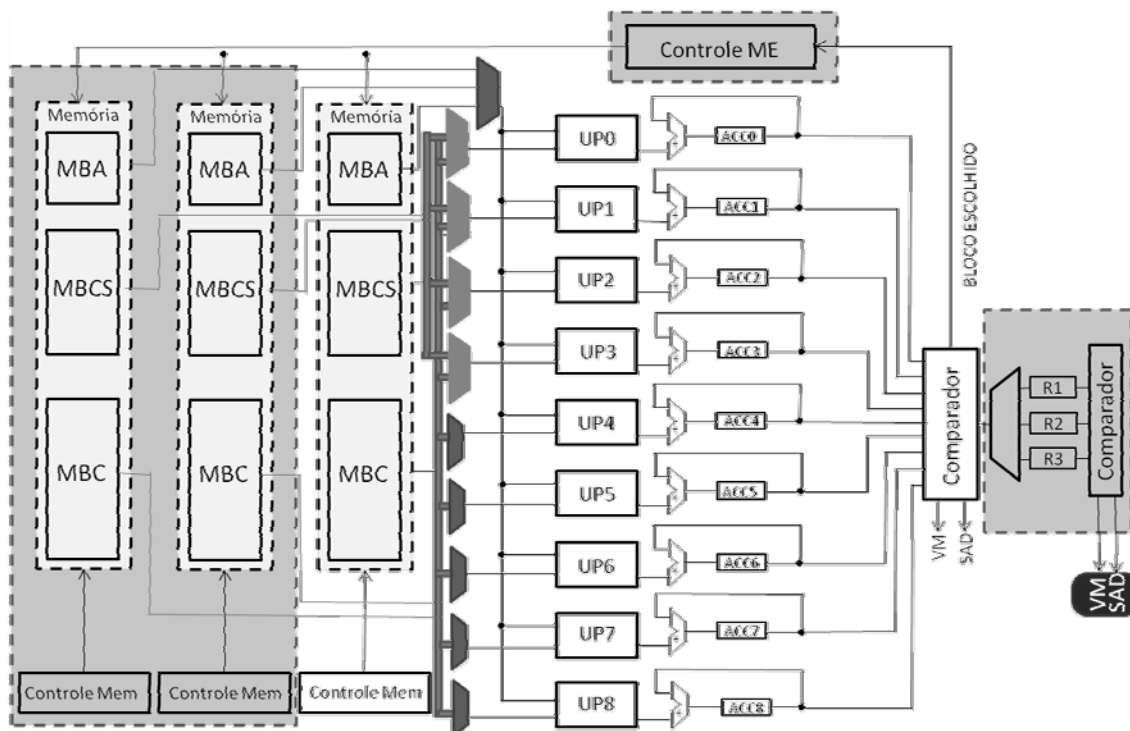 Controle ME
Memória
Memória
Memória
MBA
MBA
MBA
MBCS
MBCS
MBCS
MBC
MBC
MBC
Controle Mem
Controle Mem
Controle Mem
UP0
ACC0
UP1
ACC1
UP2
ACC2
UP3
ACC3
UP4
ACC4
UP5
ACC5
UP6
ACC6
UP7
ACC7
UP8
ACC8
BLOCO ESCOLHIDO
Comparador
VM
SAD
R1
R2
R3
Comparador
VM
SAD